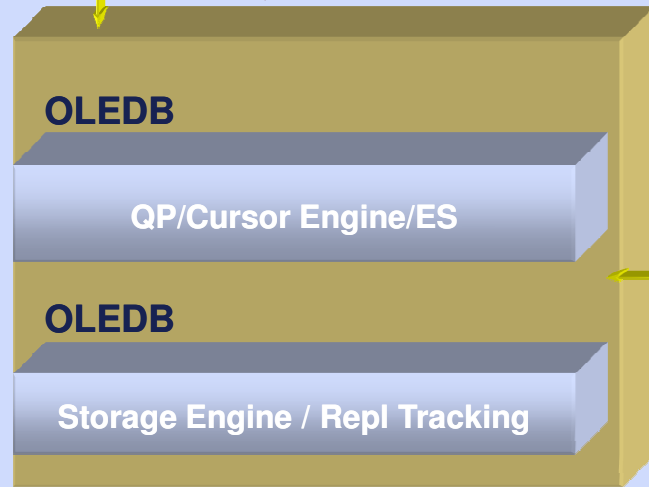 OLEDB
QP/Cursor Engine/ES
OLEDB
Storage Engine / Repl Tracking